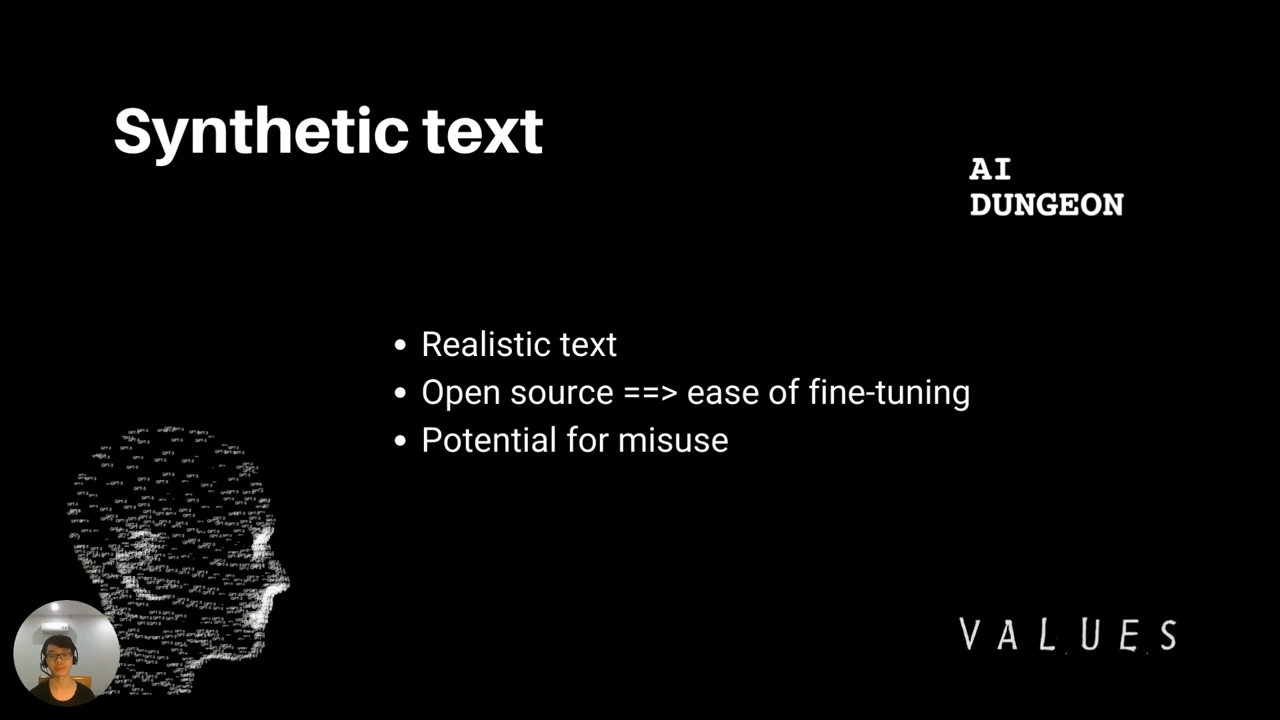 Synthetic text
AI
DUNGEON
• Realistic text
• Open source ==> ease of fine-tuning
• Potential for misuse
VALUES